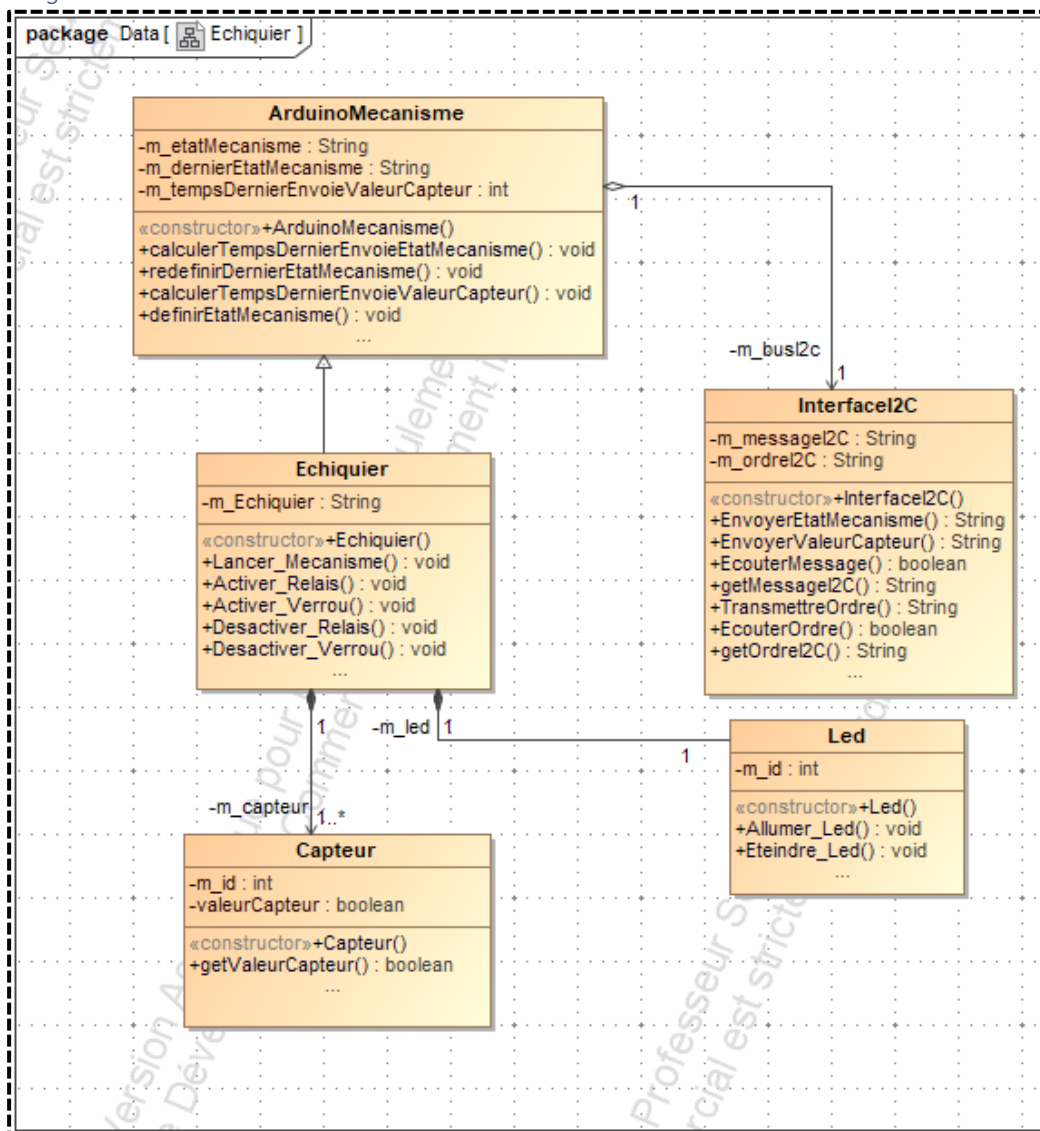 package Data [ Echiquier ]
ArduinoMecanisme
-m_etatMecanisme : String
-m_dernierEtatMecanisme : String
-m_tempsDernierEnvoieValeurCapteur : int
«constructor»+ArduinoMecanisme()
+calculerTempsDernierEnvoieEtatMecanisme() : void
+redefinirDernierEtatMecanisme() : void
+calculerTempsDernierEnvoieValeurCapteur() : void
+definirEtatMecanisme() : void
...
1
-m_busI2c
1
InterfaceI2C
-m_messageI2C : String
-m_ordreI2C : String
«constructor»+InterfaceI2C()
+EnvoyerEtatMecanisme() : String
+EnvoyerValeurCapteur() : String
+EcouterMessage() : boolean
+getMessageI2C() : String
+TransmettreOrdre() : String
+EcouterOrdre() : boolean
+getOrdreI2C() : String
...
Echiquier
-m_Echiquier : String
«constructor»+Echiquier()
+Lancer_Mecanisme() : void
+Activer_Relais() : void
+Activer_Verrou() : void
+Desactiver_Relais() : void
+Desactiver_Verrou() : void
...
1
-m_led
1
1
Led
-m_id : int
«constructor»+Led()
+Allumer_Led() : void
+Eteindre_Led() : void
...
-m_capteur
1..*
Capteur
-m_id : int
-valeurCapteur : boolean
«constructor»+Capteur()
+getValeurCapteur() : boolean
...